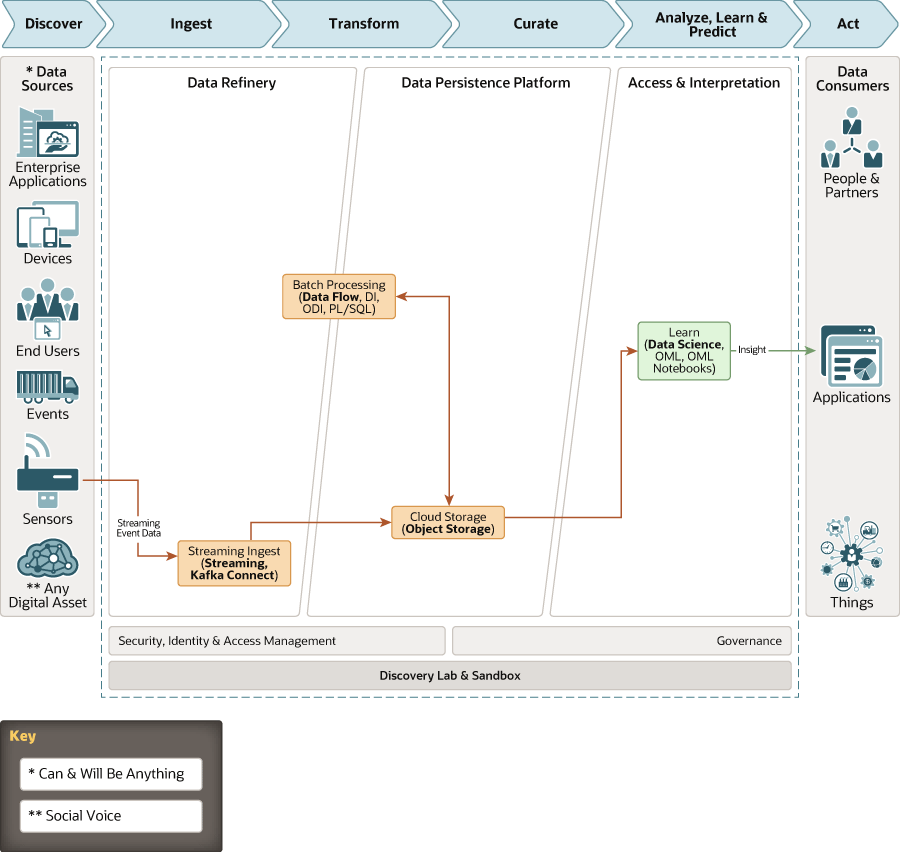 Discover
Ingest
Transform
Curate
Analyze, Learn &
Predict
Act
* Data
Sources
Enterprise
Applications
Devices
End Users
Events
Sensors
** Any
Digital Asset
Data Refinery
Data Persistence Platform
Access & Interpretation
Batch Processing
(Data Flow, DI,
ODI, PL/SQL)
Learn
(Data Science,
OML, OML
Notebooks)
Insight
Cloud Storage
(Object Storage)
Streaming
Event Data
Streaming Ingest
(Streaming,
Kafka Connect)
Data
Consumers
People &
Partners
Applications
Things
Security, Identity & Access Management
Governance
Discovery Lab & Sandbox
Key
* Can & Will Be Anything
** Social Voice